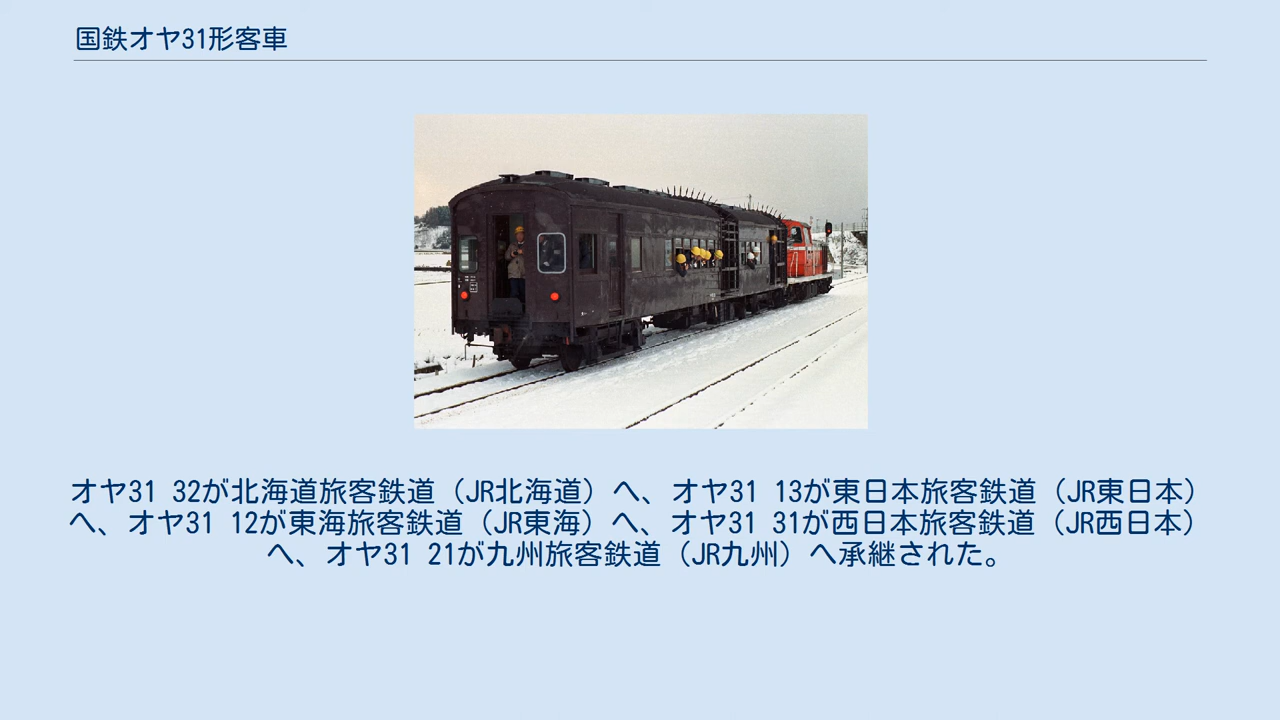 国鉄オヤ31形客車
オヤ31 32が北海道旅客鉄道（JR北海道）へ、オヤ31 13が東日本旅客鉄道（JR東日本）
へ、オヤ31 12が東海旅客鉄道（JR東海）へ、オヤ31 31が西日本旅客鉄道（JR西日本）
へ、オヤ31 21が九州旅客鉄道（JR九州）へ承継された。